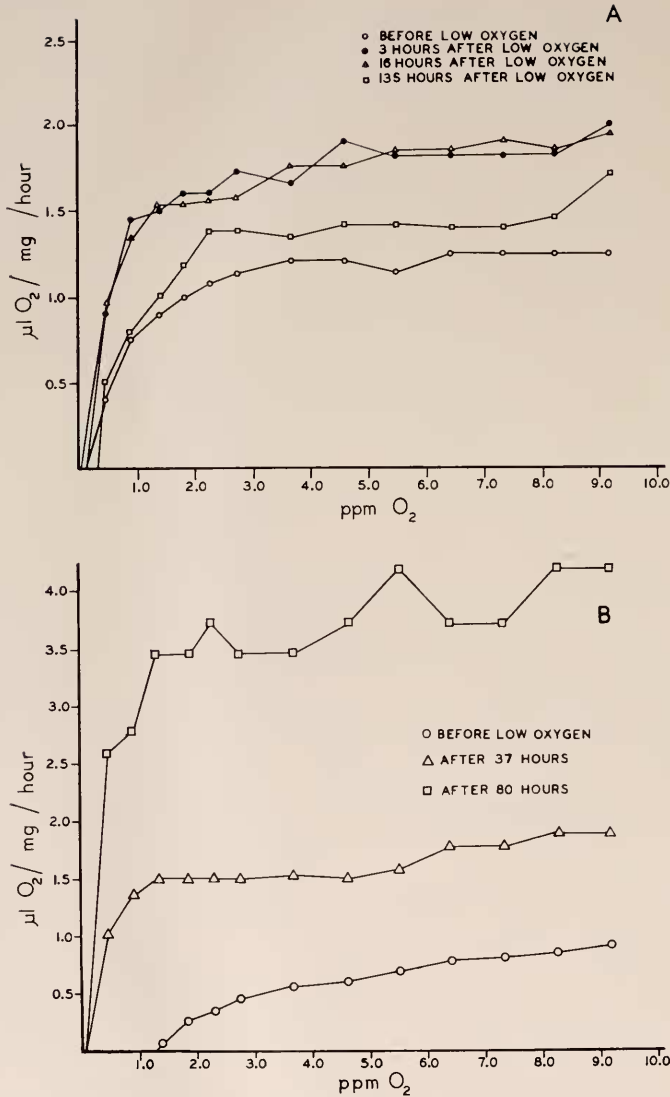 A
BEFORE LOW OXYGEN
3 HOURS AFTER LOW OXYGEN
16 HOURS AFTER LOW OXYGEN
135 HOURS AFTER LOW OXYGEN
2.5
2.0
1.5
1.0
0.5
µl O2 / mg / hour
1.0 2.0 3.0 4.0 5.0 6.0 7.0 8.0 9.0 10.0
ppm O2
B
4.0
3.5
3.0
2.5
2.0
1.5
1.0
0.5
µl O2 / mg / hour
BEFORE LOW OXYGEN
AFTER 37 HOURS
AFTER 80 HOURS
1.0 2.0 3.0 4.0 5.0 6.0 7.0 8.0 9.0 10.0
ppm O2